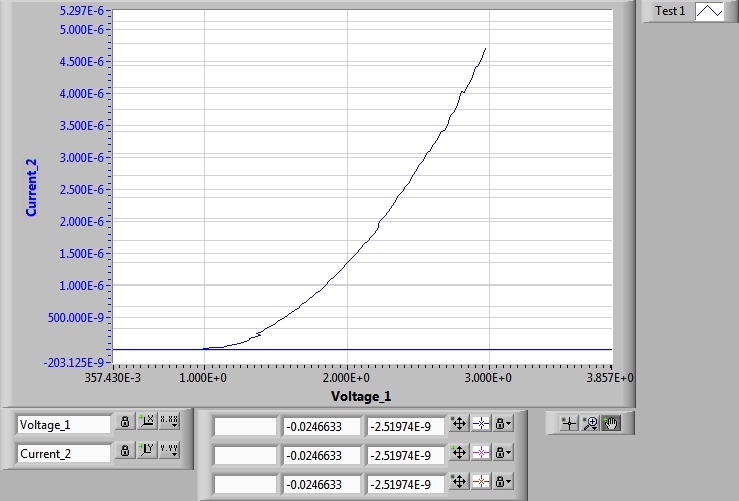 5.297E-6
5.000E-6
4.500E-6
4.000E-6
3.500E-6
3.000E-6
2.500E-6
2.000E-6
1.500E-6
1.000E-6
500.000E-9
-203.125E-9
Current_2
357.430E-3 1.000E+0 2.000E+0 3.000E+0 3.857E+0
Voltage_1
Test 1
Voltage_1 X.XX
Current_2 Y.YY
-0.0246633 -2.51974E-9
-0.0246633 -2.51974E-9
-0.0246633 -2.51974E-9